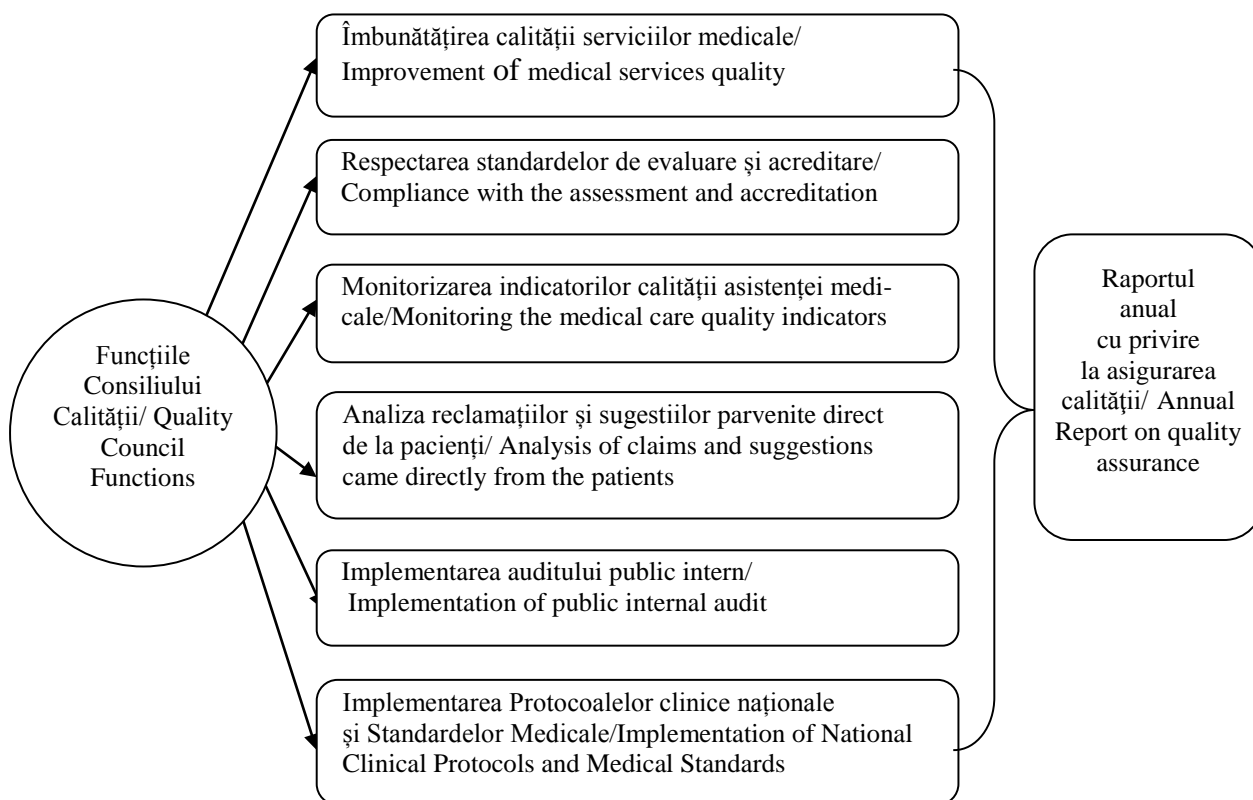 Funcțiile
Consiliului
Calității/ Quality
Council
Functions
Îmbunătățirea calității serviciilor medicale/
Improvement of medical services quality
Respectarea standardelor de evaluare și acreditare/
Compliance with the assessment and accreditation
Monitorizarea indicatorilor calității asistenței medi-
cale/Monitoring the medical care quality indicators
Analiza reclamațiilor și sugestiilor parvenite direct
de la pacienți/ Analysis of claims and suggestions
came directly from the patients
Implementarea auditului public intern/
Implementation of public internal audit
Implementarea Protocoalelor clinice naționale
și Standardelor Medicale/Implementation of National
Clinical Protocols and Medical Standards
Raportul
anual
cu privire
la asigurarea
calităţii/ Annual
Report on quality
assurance